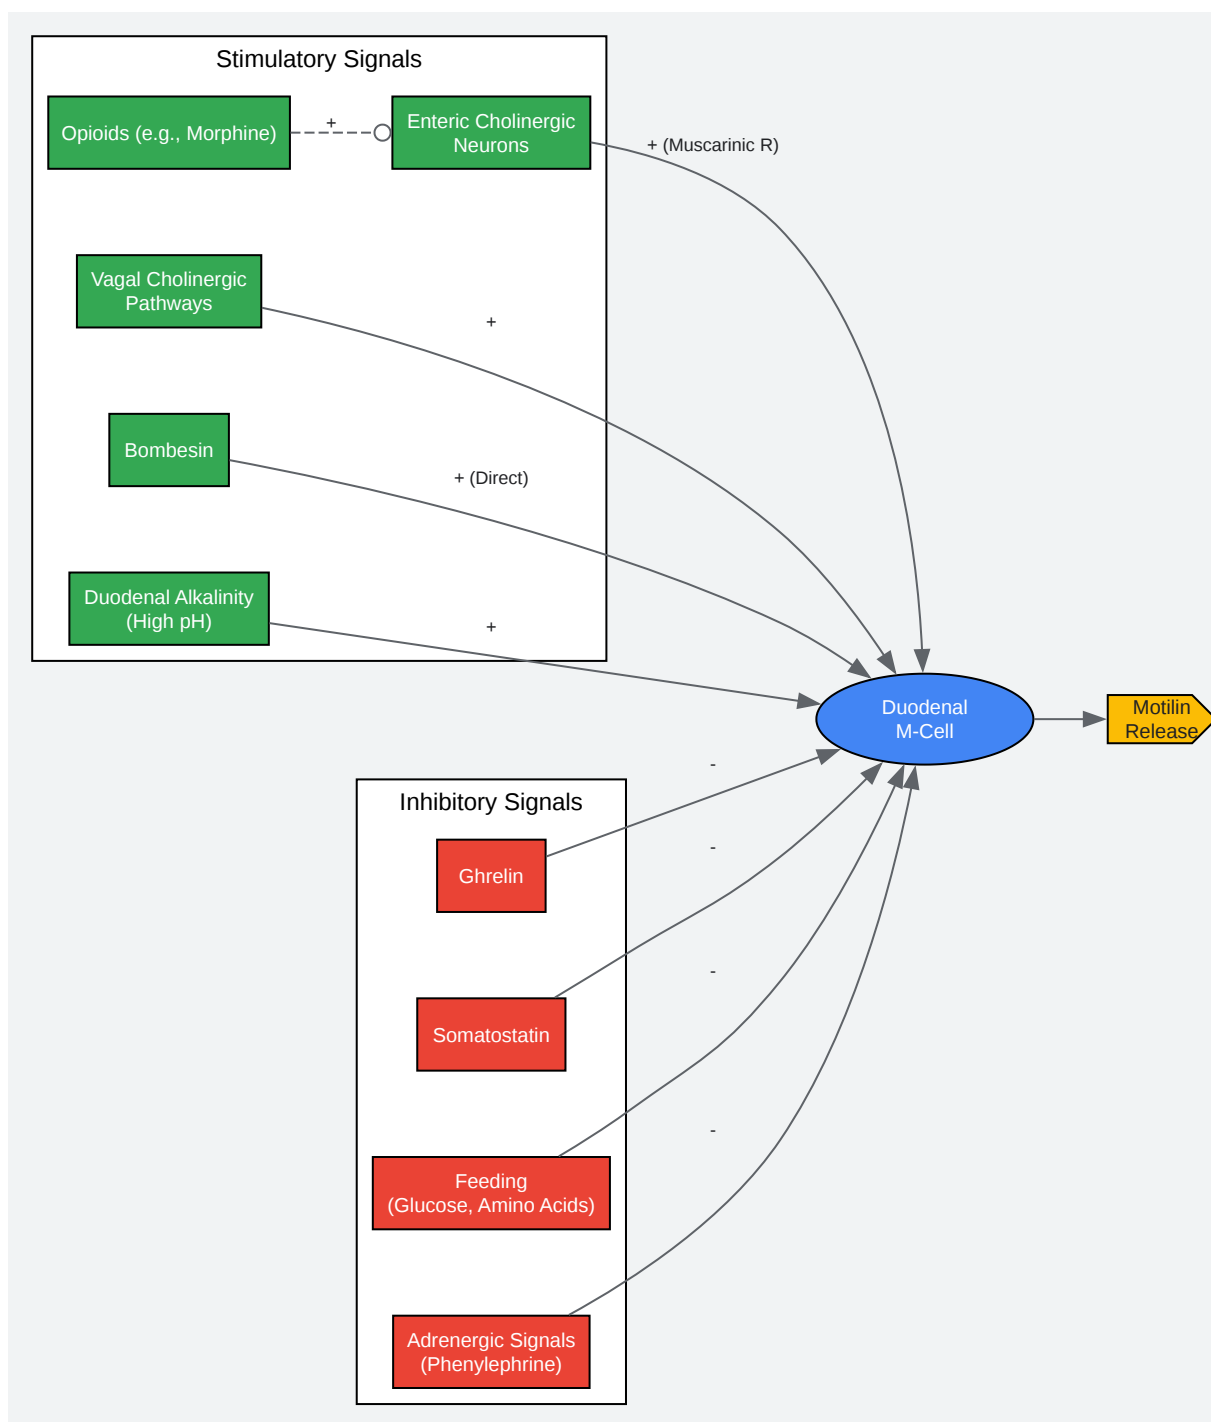 Stimulatory Signals
Opioids (e.g., Morphine)
+
Enteric Cholinergic
Neurons
+ (Muscarinic R)
Vagal Cholinergic
Pathways
+
Bombesin
+ (Direct)
Duodenal Alkalinity
(High pH)
+
Duodenal
M-Cell
Motilin
Release
Inhibitory Signals
-
Ghrelin
-
Somatostatin
-
Feeding
(Glucose, Amino Acids)
-
Adrenergic Signals
(Phenylephrine)